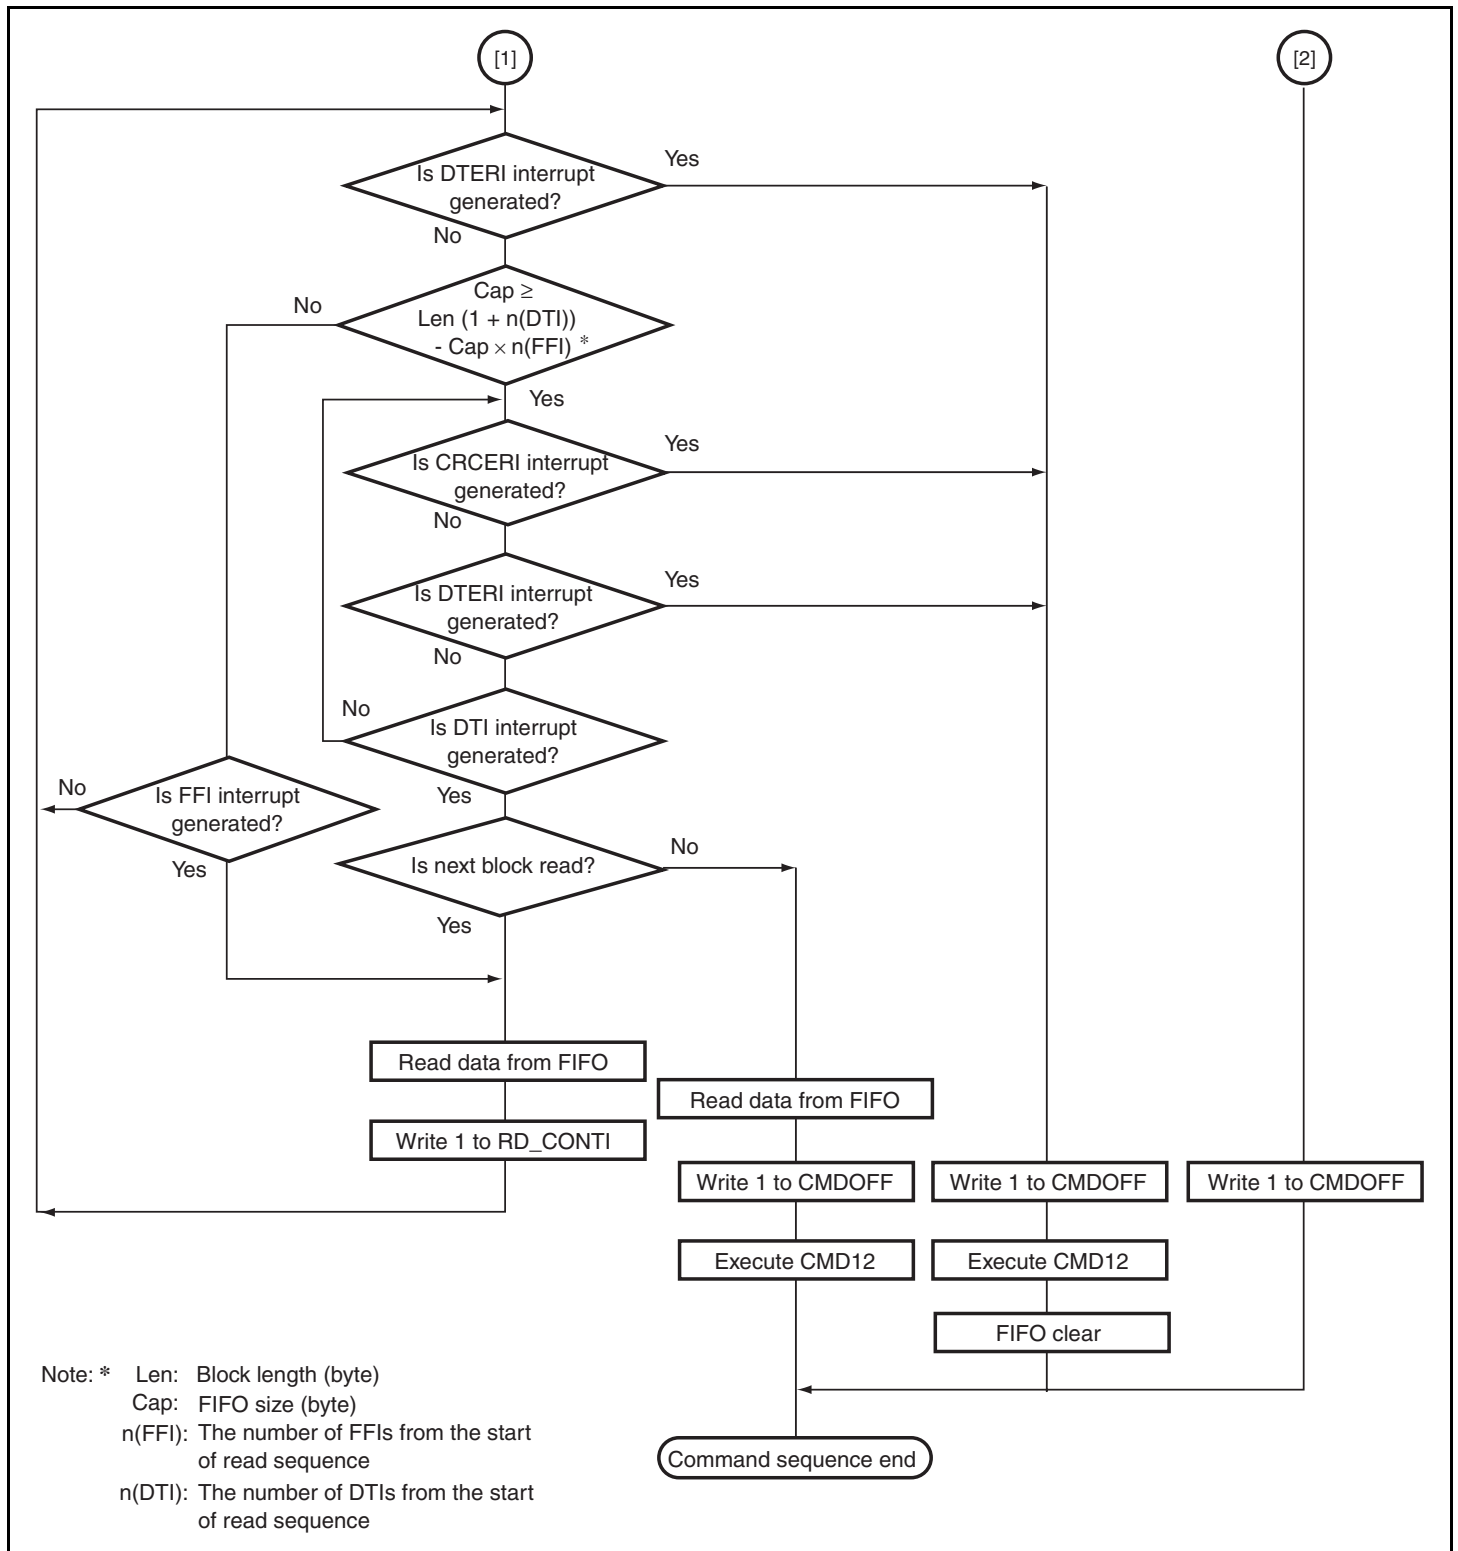 [1]
[2]
Is DTERI interrupt
generated?
Yes
No
Cap ≥
Len (1 + n(DTI))
- Cap × n(FFI) *
No
Yes
Is CRCERI interrupt
generated?
Yes
No
Is DTERI interrupt
generated?
Yes
No
Is DTI interrupt
generated?
No
Yes
Is FFI interrupt
generated?
No
Yes
Is next block read?
No
Yes
Read data from FIFO
Write 1 to RD_CONTI
Read data from FIFO
Write 1 to CMDOFF
Execute CMD12
Write 1 to CMDOFF
Execute CMD12
FIFO clear
Write 1 to CMDOFF
Command sequence end
Note: * Len: Block length (byte)
Cap: FIFO size (byte)
n(FFI): The number of FFIs from the start
of read sequence
n(DTI): The number of DTIs from the start
of read sequence